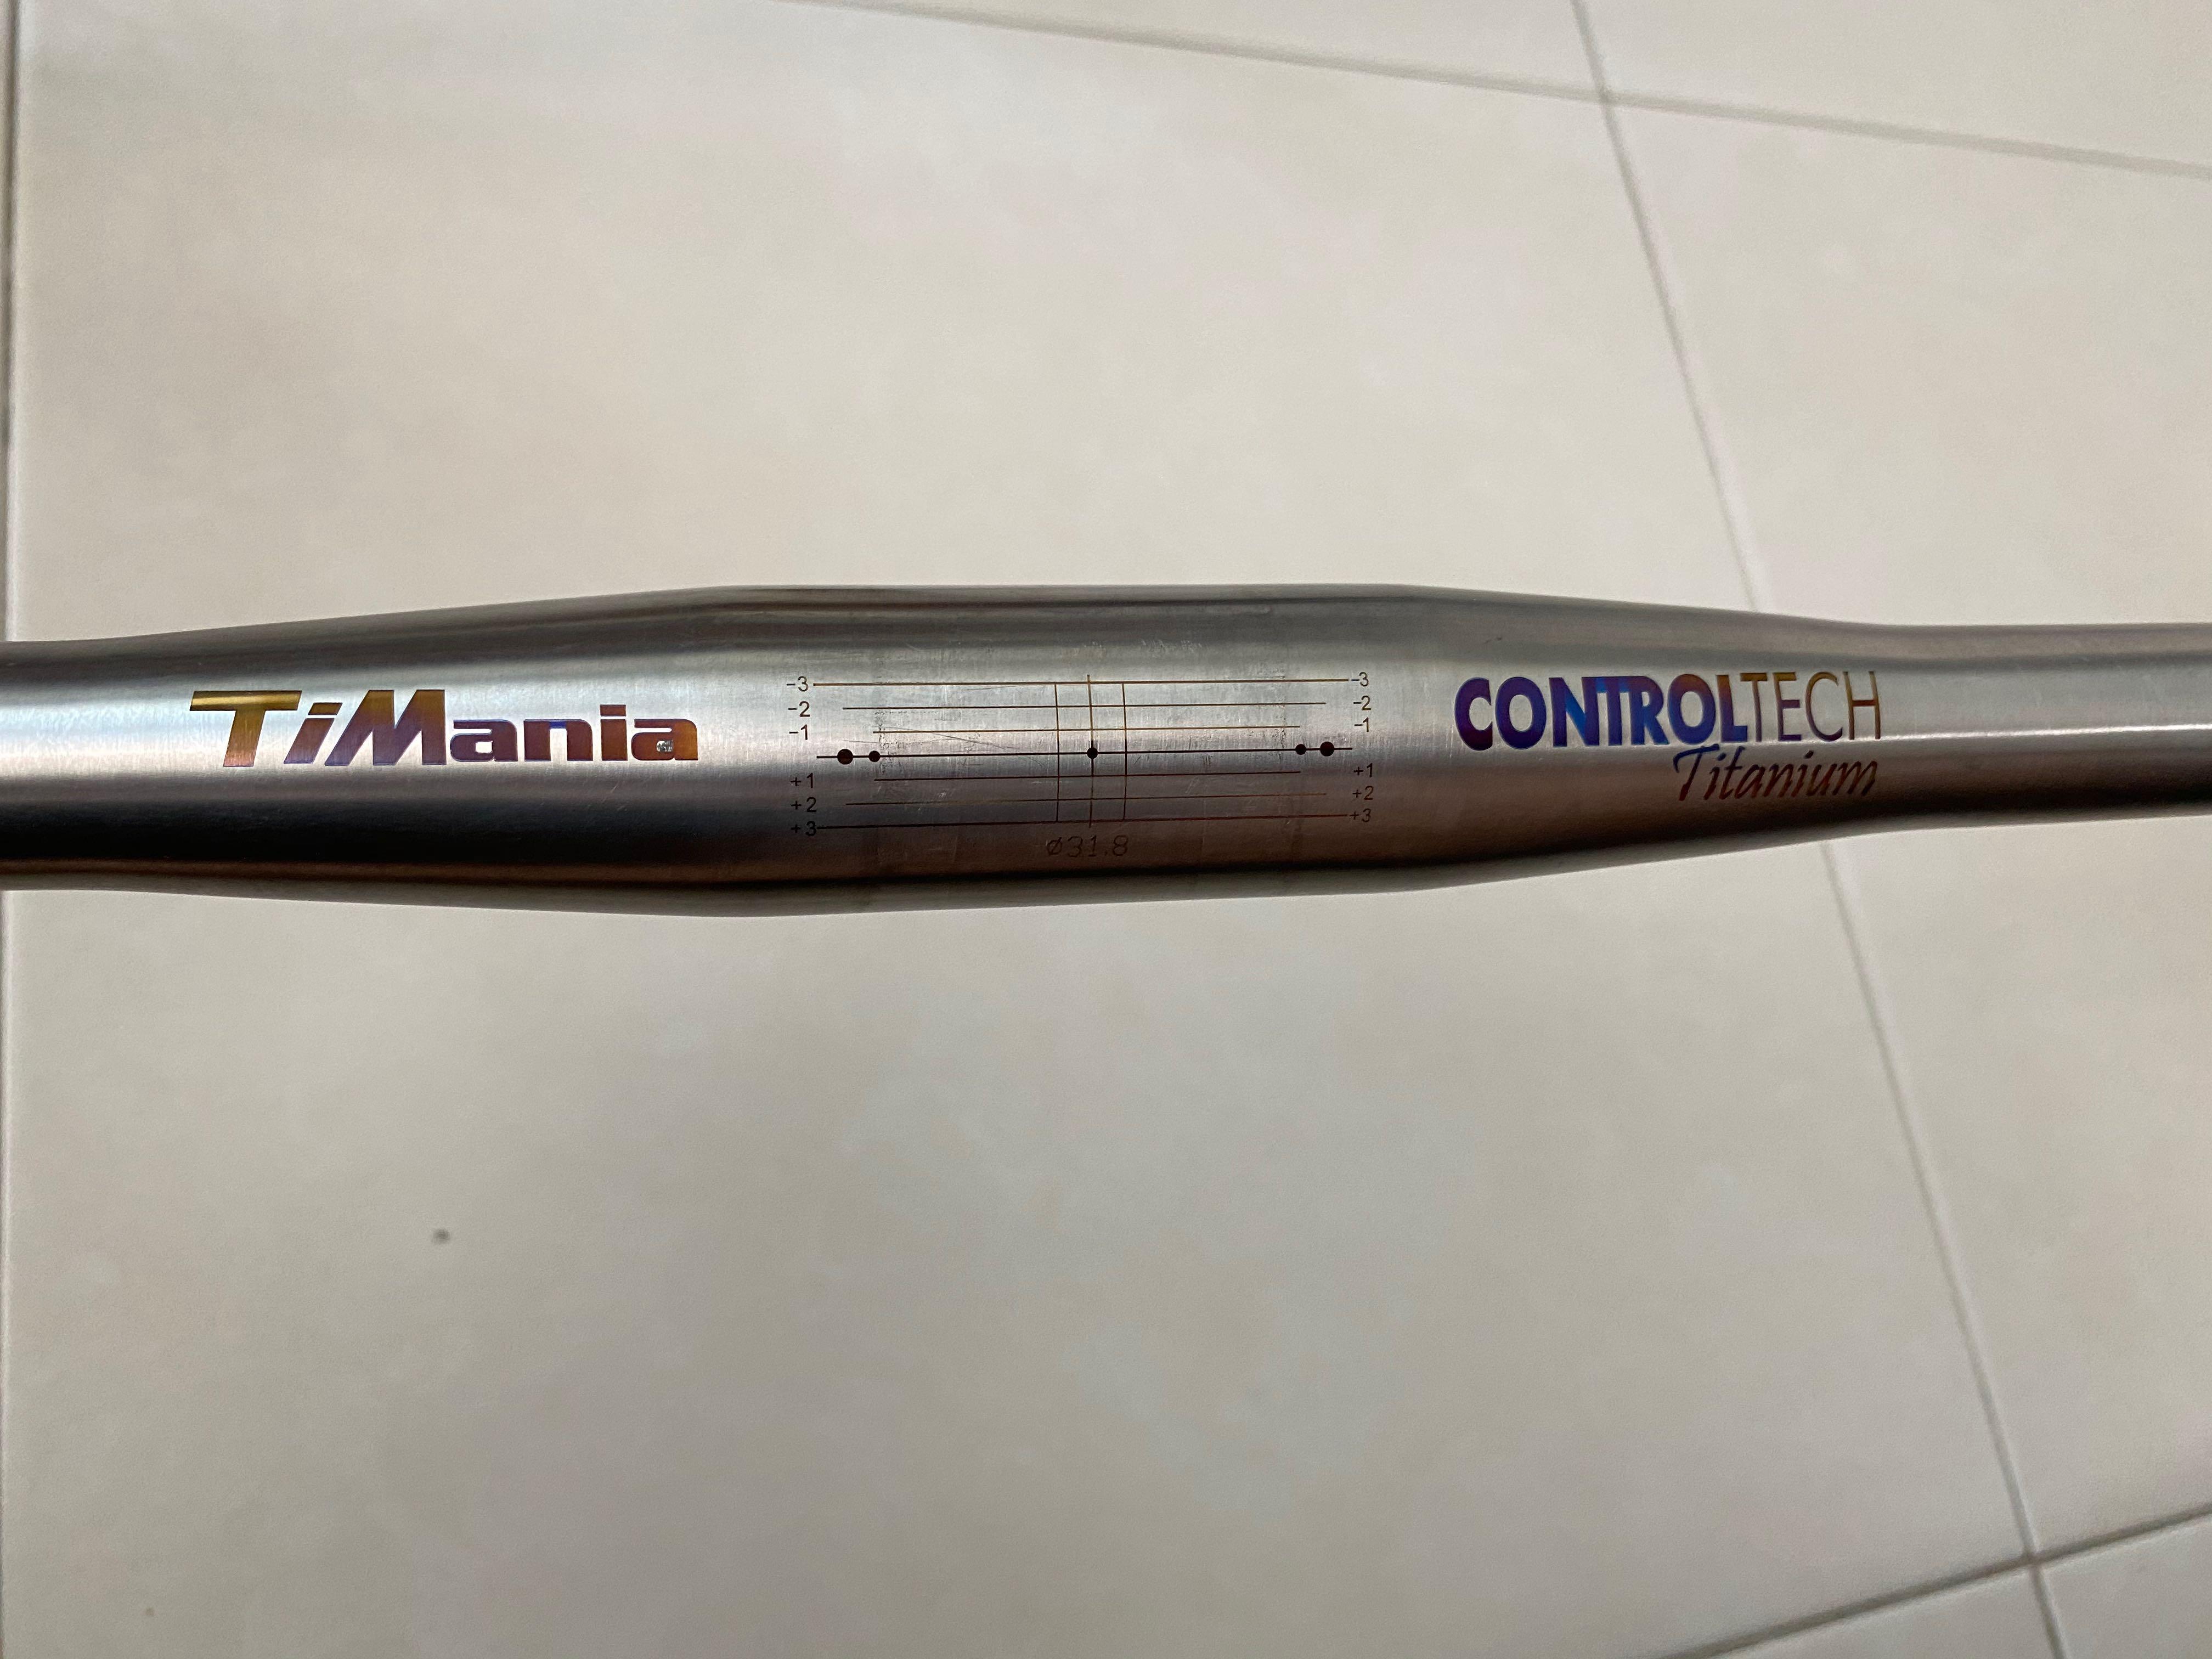 TiMania
-3 -3
-2 -2
-1 -1
+1 +1
+2 +2
+3 +3
ø31.8
CONTROLTECH
Titanium